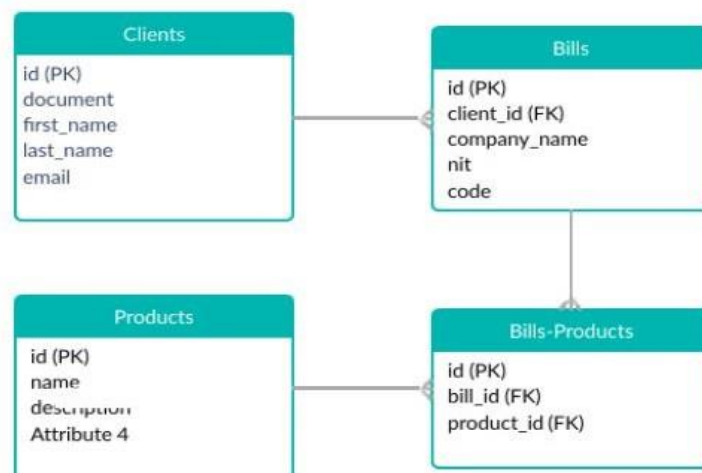 Clients
id (PK)
document
first_name
last_name
email
Bills
id (PK)
client_id (FK)
company_name
nit
code
Products
id (PK)
name
description
Attribute 4
Bills-Products
id (PK)
bill_id (FK)
product_id (FK)